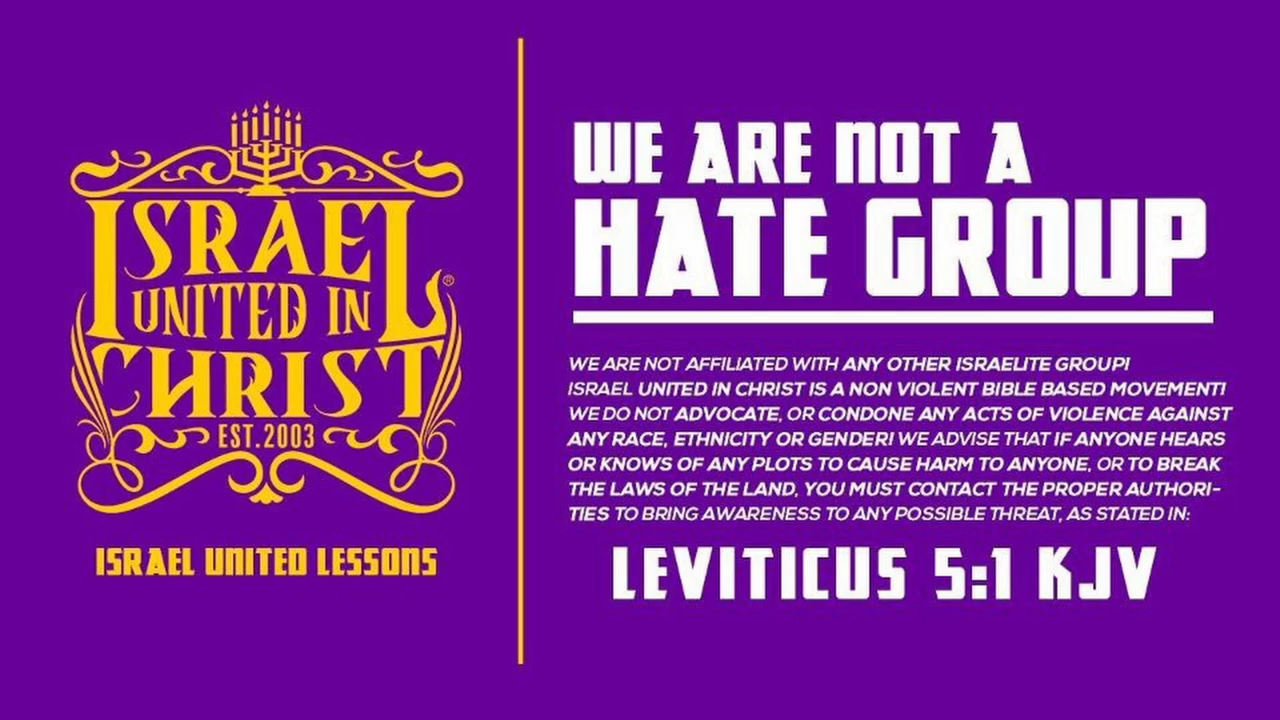 ISRAEL
UNITED IN
CHRIST
EST.2003
®
ISRAEL UNITED LESSONS
WE ARE NOT A
HATE GROUP
WE ARE NOT AFFILIATED WITH ANY OTHER ISRAELITE GROUP!
ISRAEL UNITED IN CHRIST IS A NON VIOLENT BIBLE BASED MOVEMENT!
WE DO NOT ADVOCATE, OR CONDONE ANY ACTS OF VIOLENCE AGAINST
ANY RACE, ETHNICITY OR GENDER! WE ADVISE THAT IF ANYONE HEARS
OR KNOWS OF ANY PLOTS TO CAUSE HARM TO ANYONE, OR TO BREAK
THE LAWS OF THE LAND, YOU MUST CONTACT THE PROPER AUTHORI-
TIES TO BRING AWARENESS TO ANY POSSIBLE THREAT, AS STATED IN:
LEVITICUS 5:1 KJV